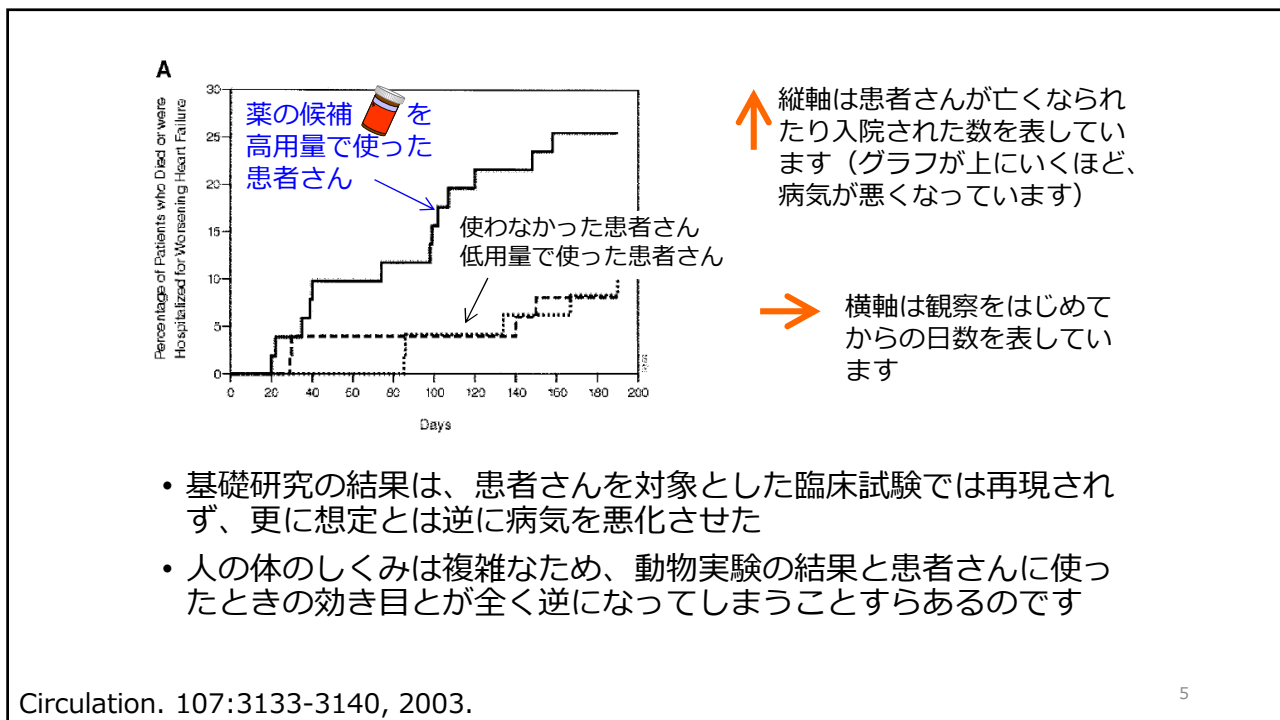 A
Percentage of Patients who Died or were
Hospitalized for Worsening Heart Failure
30
25
20
15
10
5
0
0 20 40 60 80 100 120 140 160 180 200
Days
薬の候補 を
高用量で使った
患者さん
使わなかった患者さん
低用量で使った患者さん
縦軸は患者さんが亡くなられ
たり入院された数を表してい
ます（グラフが上にいくほど、
病気が悪くなっています）
横軸は観察をはじめて
からの日数を表してい
ます
• 基礎研究の結果は、患者さんを対象とした臨床試験では再現され
ず、更に想定とは逆に病気を悪化させた
• 人の体のしくみは複雑なため、動物実験の結果と患者さんに使っ
たときの効き目とが全く逆になってしまうことすらあるのです
Circulation. 107:3133-3140, 2003.
5